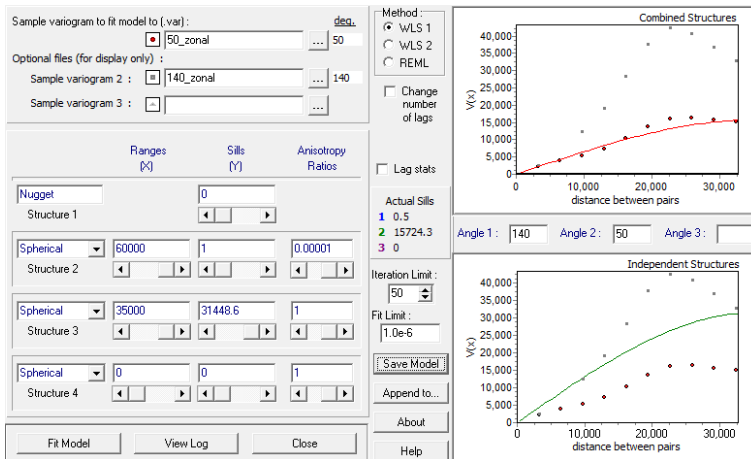 Sample variogram to fit model to (.var) :
deg.
50_zonal
...
50
Optional files (for display only) :
Sample variogram 2 :
140_zonal
...
140
Sample variogram 3 :
...
Ranges
(X)
Sills
(Y)
Anisotropy
Ratios
Nugget
0
Structure 1
Spherical
60000
1
0.00001
Structure 2
Spherical
35000
31448.6
1
Structure 3
Spherical
0
0
1
Structure 4
Fit Model
View Log
Close
Method :
WLS 1
WLS 2
REML
Change
number
of lags
Lag stats
Actual Sills
1 0.5
2 15724.3
3 0
Iteration Limit :
50
Fit Limit :
1.0e-6
Save Model
Append to...
About
Help
Combined Structures
40,000
35,000
30,000
25,000
20,000
15,000
10,000
5,000
0
V(x)
0
10,000
20,000
30,000
distance between pairs
Angle 1 :
140
Angle 2 :
50
Angle 3 :
Independent Structures
40,000
35,000
30,000
25,000
20,000
15,000
10,000
5,000
0
V(x)
0
10,000
20,000
30,000
distance between pairs